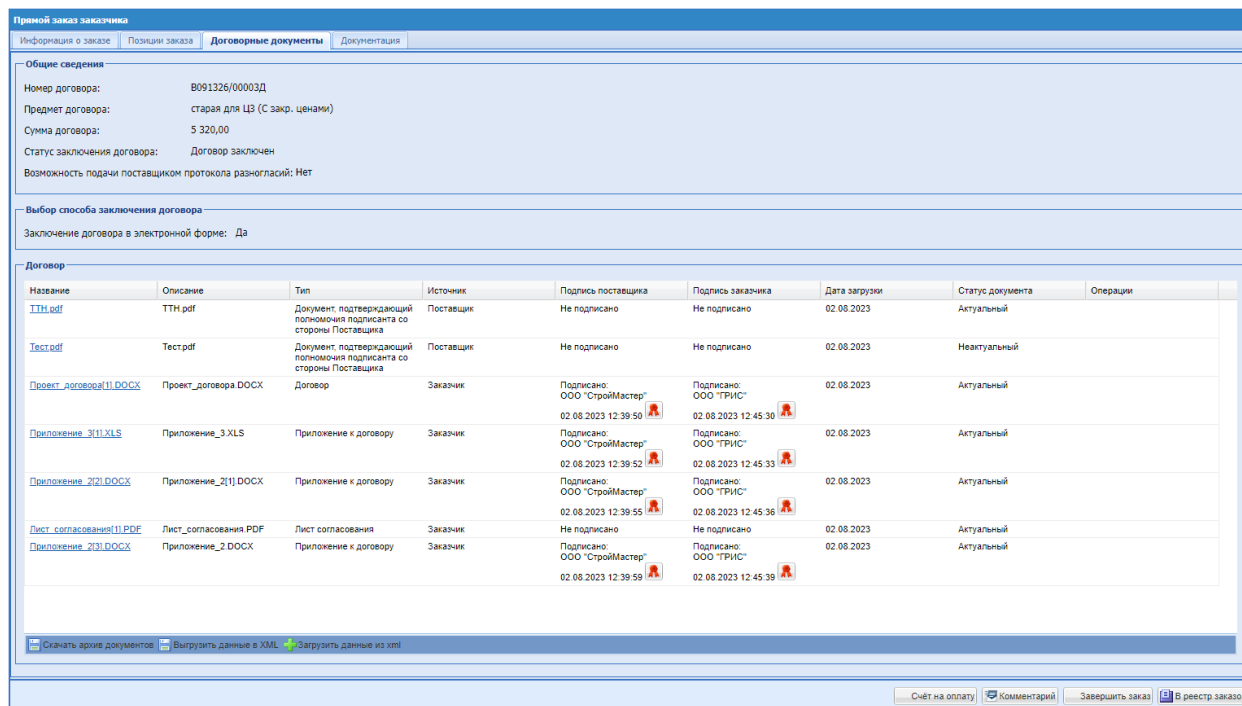 Прямой заказ заказчика
Информация о заказе Позиции заказа Договорные документы Документация
Общие сведения
Номер договора: В091326/00003Д
Предмет договора: старая для ЦЗ (С закр. ценами)
Сумма договора: 5 320,00
Статус заключения договора: Договор заключен
Возможность подачи поставщиком протокола разногласий: Нет
Выбор способа заключения договора
Заключение договора в электронной форме: Да
Договор
Название Описание Тип Источник Подпись поставщика Подпись заказчика Дата загрузки Статус документа Операции
ТТН.pdf ТТН.pdf Документ, подтверждающий Поставщик Не подписано Не подписано 02.08.2023 Актуальный
полномочия подписанта со
стороны Поставщика
Тест.pdf Тест.pdf Документ, подтверждающий Поставщик Не подписано Не подписано 02.08.2023 Неактуальный
полномочия подписанта со
стороны Поставщика
Проект_договора[1].DOCX Проект_договора.DOCX Договор Заказчик Подписано: Подписано: 02.08.2023 Актуальный
ООО "СтройМастер" ООО "ГРИС"
02.08.2023 12:39:50 02.08.2023 12:45:30
Приложение_3[1].XLS Приложение_3.XLS Приложение к договору Заказчик Подписано: Подписано: 02.08.2023 Актуальный
ООО "СтройМастер" ООО "ГРИС"
02.08.2023 12:39:52 02.08.2023 12:45:33
Приложение_2[2].DOCX Приложение_2[1].DOCX Приложение к договору Заказчик Подписано: Подписано: 02.08.2023 Актуальный
ООО "СтройМастер" ООО "ГРИС"
02.08.2023 12:39:55 02.08.2023 12:45:36
Лист_согласования[1].PDF Лист_согласования.PDF Лист согласования Заказчик Не подписано Не подписано 02.08.2023 Актуальный
Приложение_2[3].DOCX Приложение_2.DOCX Приложение к договору Заказчик Подписано: Подписано: 02.08.2023 Актуальный
ООО "СтройМастер" ООО "ГРИС"
02.08.2023 12:39:59 02.08.2023 12:45:39
Скачать архив документов Выгрузить данные в XML Загрузить данные из xml
Счёт на оплату Комментарий Завершить заказ В реестр заказо